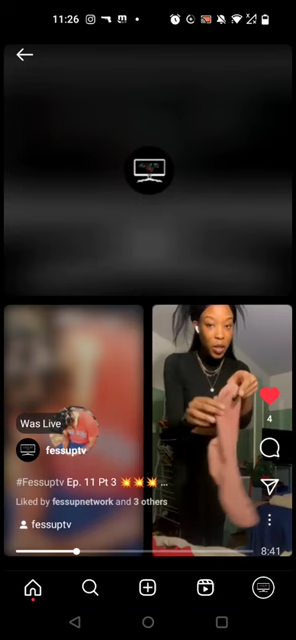 11:26
Was Live
fessuptv
#Fessuptv Ep. 11 Pt 3 💥💥💥 ...
Liked by fessupnetwork and 3 others
fessuptv
4
8:41